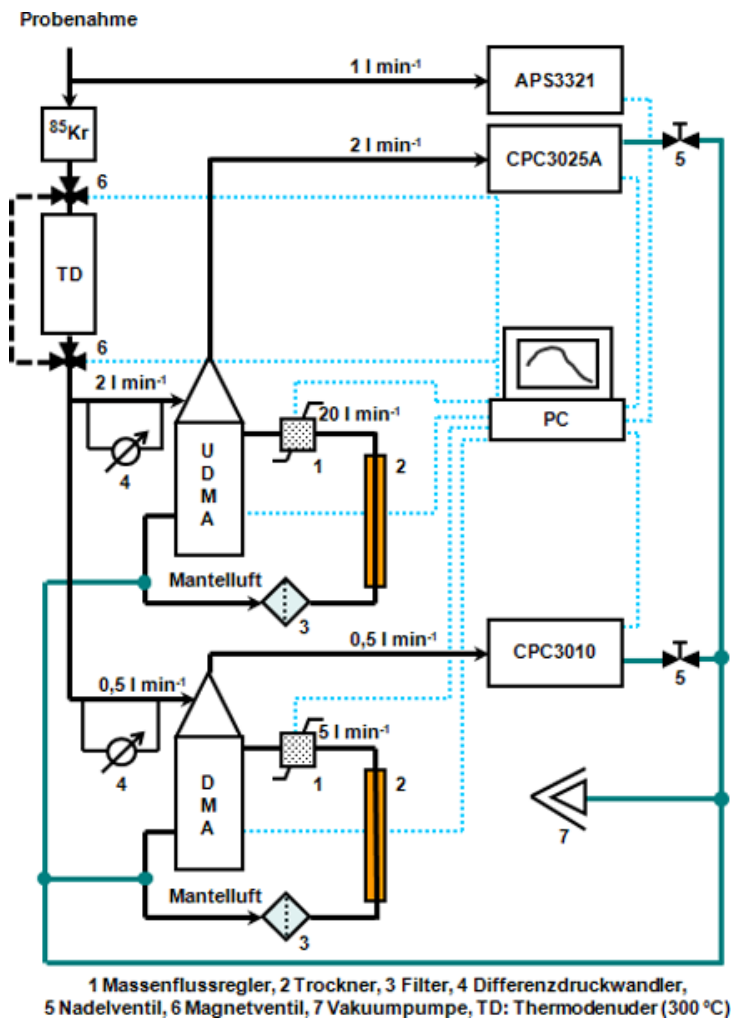 Probenahme
1 l min⁻¹
APS3321
⁸⁵Kr
2 l min⁻¹
CPC3025A
5
6
TD
6
2 l min⁻¹
20 l min⁻¹
PC
4
1
2
U
D
M
A
Mantelluft
3
0,5 l min⁻¹
CPC3010
5
0,5 l min⁻¹
5 l min⁻¹
4
1
2
D
M
A
7
Mantelluft
3
1 Massenflussregler, 2 Trockner, 3 Filter, 4 Differenzdruckwandler,
5 Nadelventil, 6 Magnetventil, 7 Vakuumpumpe, TD: Thermodenuder (300 ºC)